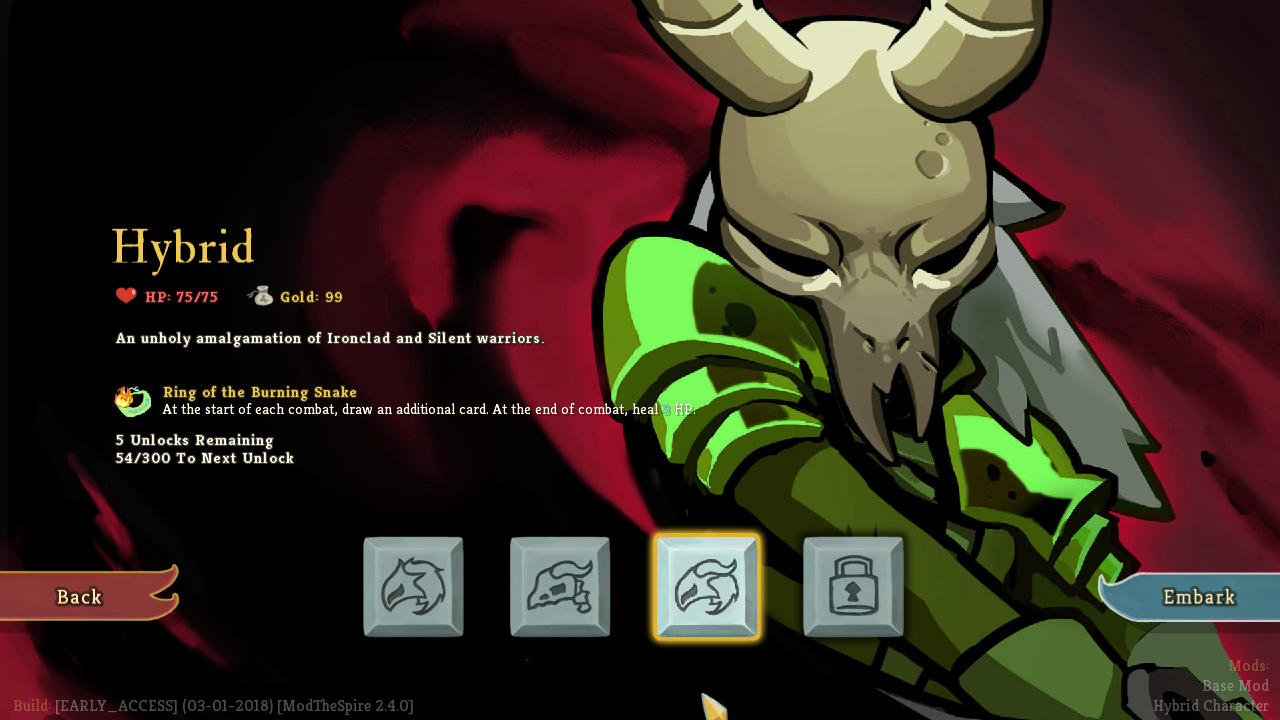 Hybrid
HP: 75/75 Gold: 99
An unholy amalgamation of Ironclad and Silent warriors.
Ring of the Burning Snake
At the start of each combat, draw an additional card. At the end of combat, heal 3 HP.
5 Unlocks Remaining
54/300 To Next Unlock
Back
Embark
Mods:
Base Mod
Hybrid Character
Build: [EARLY_ACCESS] (03-01-2018) [ModTheSpire 2.4.0]